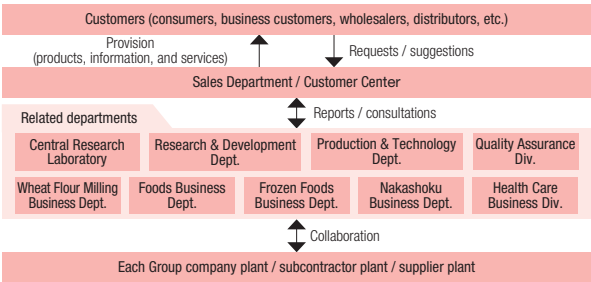 Customers (consumers, business customers, wholesalers, distributors, etc.)
Provision
(products, information, and services)
Requests / suggestions
Sales Department / Customer Center
Reports / consultations
Related departments
Central Research
Laboratory
Research & Development
Dept.
Production & Technology
Dept.
Quality Assurance
Div.
Wheat Flour Milling
Business Dept.
Foods Business
Dept.
Frozen Foods
Business Dept.
Nakashoku
Business Dept.
Health Care
Business Div.
Collaboration
Each Group company plant / subcontractor plant / supplier plant